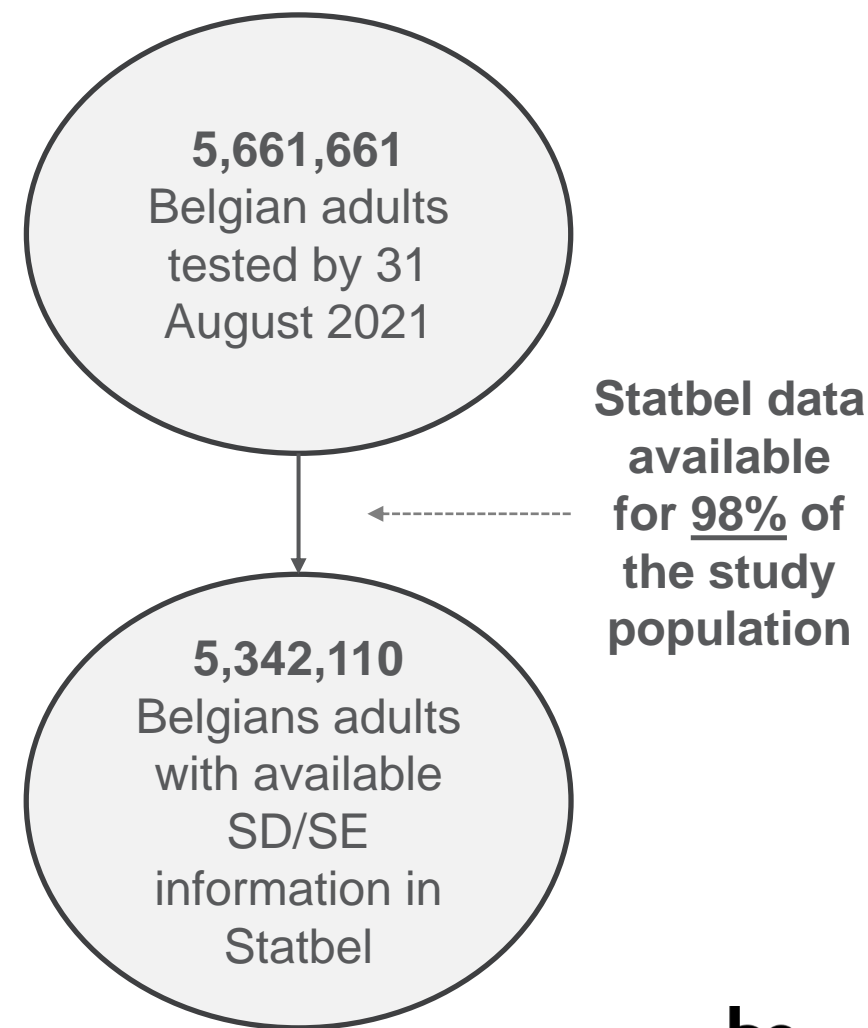 5,661,661
Belgian adults
tested by 31
August 2021
Statbel data
available
for 98% of
the study
population
5,342,110
Belgians adults
with available
SD/SE
information in
Statbel